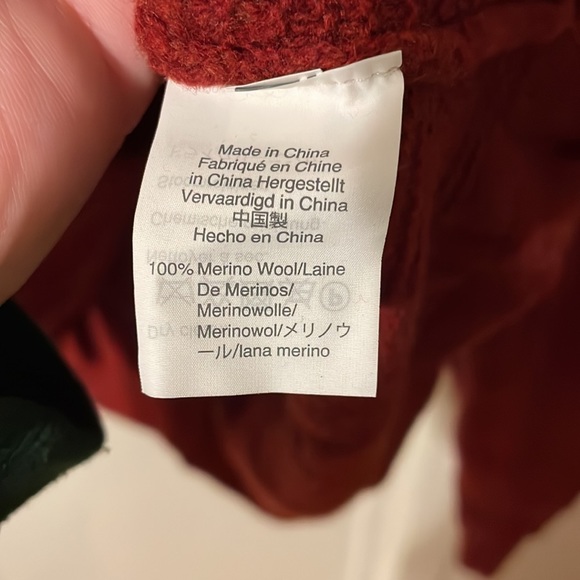 Made in China
Fabriqué en Chine
in China Hergestellt
Vervaardigd in China
中国製
Hecho en China
100% Merino Wool/Laine
De Merinos/
Merinowolle/
Merinowol/メリノウ
ール/lana merino